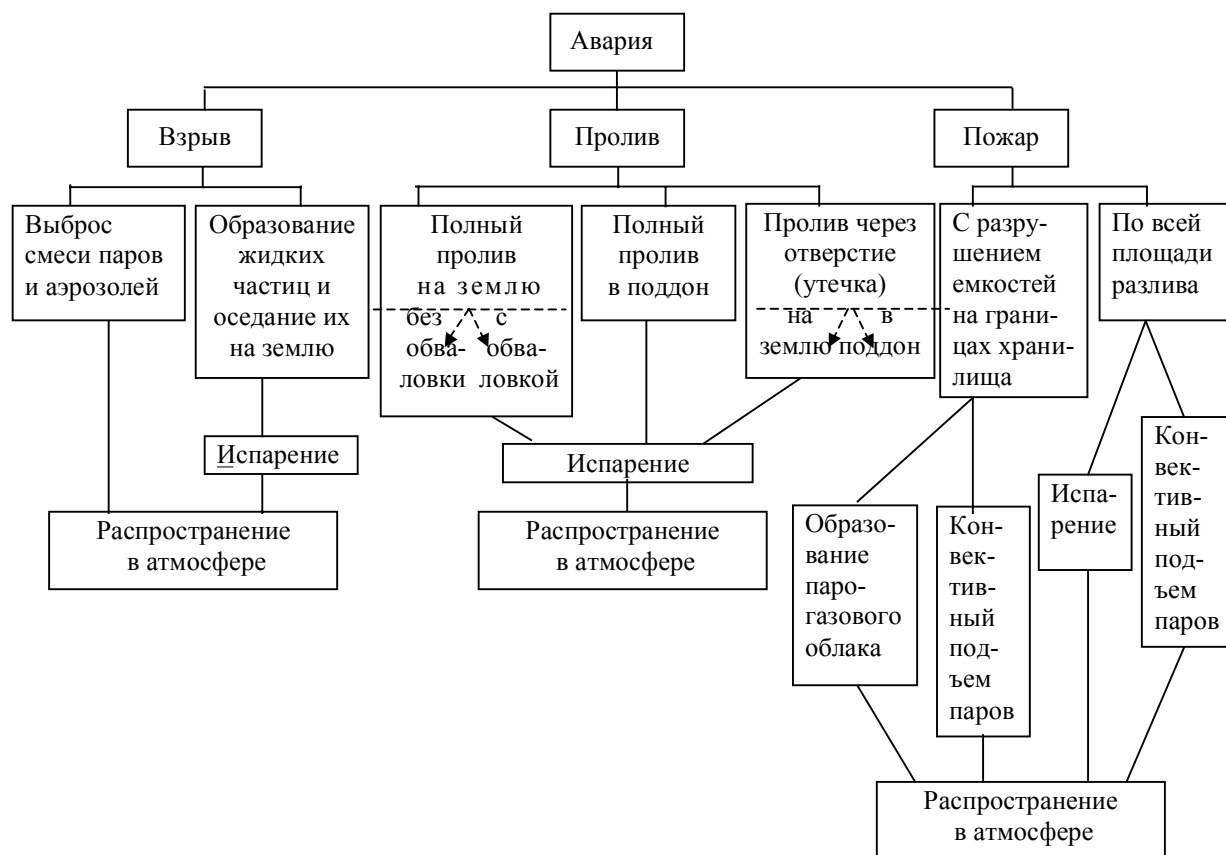 Авария
Взрыв
Пролив
Пожар
Выброс
смеси паров
и аэрозолей
Образование
жидких
частиц и
оседание их
на землю
Полный
пролив
на землю
без с
обва- обва-
ловки ловкой
Полный
пролив
в поддон
Пролив через
отверстие
(утечка)
на в
землю поддон
С разру-
шением
емкостей
на грани-
цах храни-
лища
По всей
площади
разлива
Испарение
Испарение
Распространение
в атмосфере
Распространение
в атмосфере
Образо-
вание
паро-
газового
облака
Кон-
век-
тив-
ный
под-
ъем
паров
Испа-
рение
Кон-
век-
тив-
ный
под-
ъем
паров
Распространение
в атмосфере